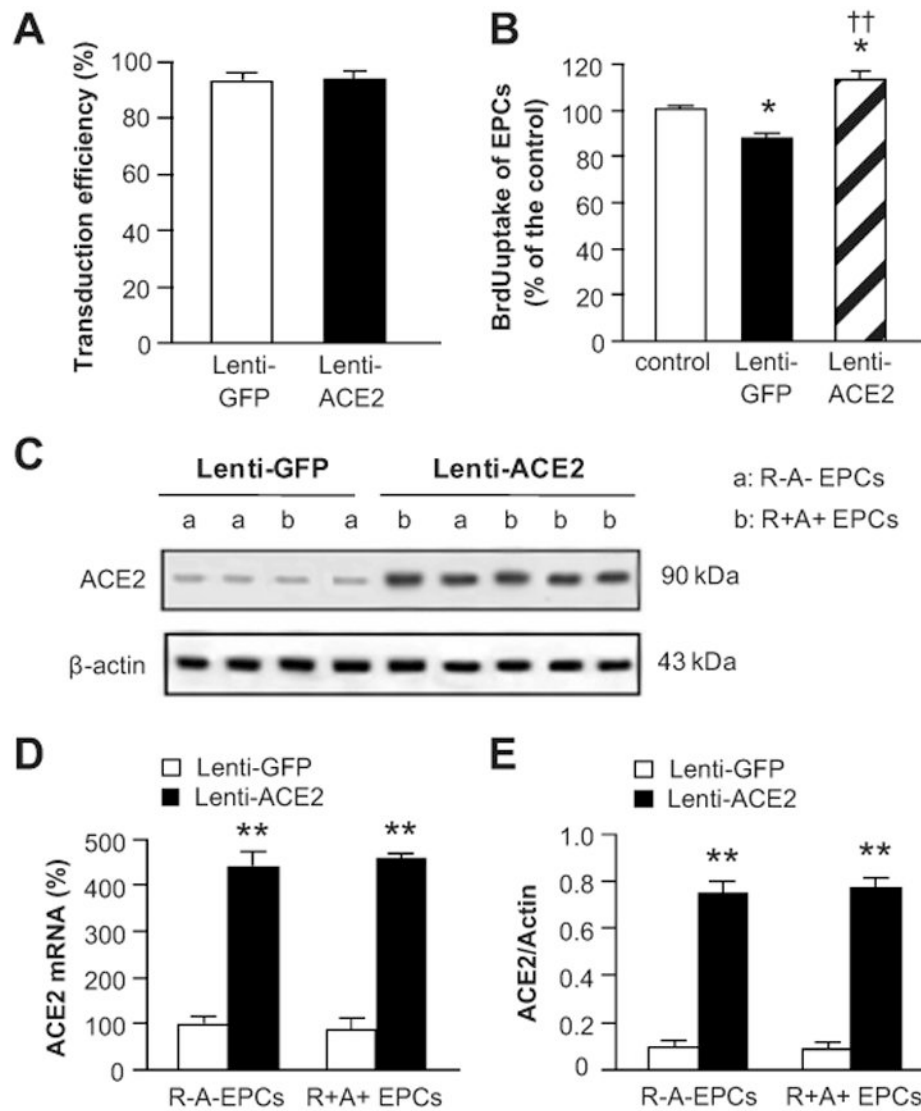 A
Transduction efficiency (%)
100
80
60
40
20
0
Lenti-
GFP
Lenti-
ACE2
B
BrdUuptake of EPCs
(% of the control)
120
100
80
60
40
20
0
*
††
*
control
Lenti-
GFP
Lenti-
ACE2
C
Lenti-GFP
Lenti-ACE2
a a b a b a b b b
a: R-A- EPCs
b: R+A+ EPCs
ACE2
90 kDa
β-actin
43 kDa
D
Lenti-GFP
Lenti-ACE2
ACE2 mRNA (%)
500
400
300
200
100
0
**
**
R-A-EPCs
R+A+ EPCs
E
Lenti-GFP
Lenti-ACE2
ACE2/Actin
1.0
0.8
0.6
0.4
0.2
0
**
**
R-A-EPCs
R+A+ EPCs